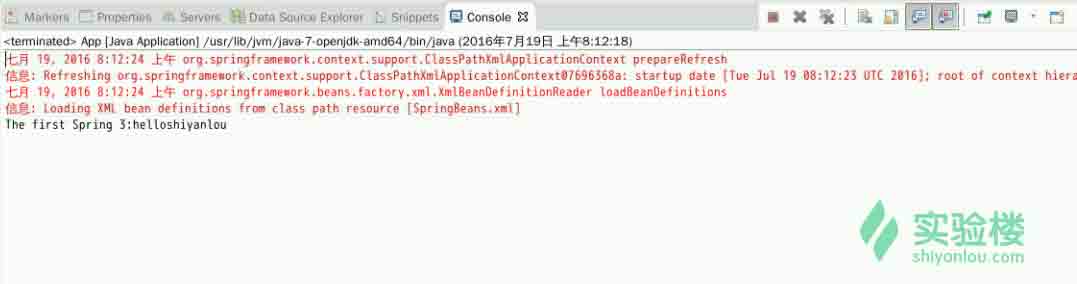 Markers Properties Servers Data Source Explorer Snippets Console
<terminated> App [Java Application] /usr/lib/jvm/java-7-openjdk-amd64/bin/java (2016年7月19日 上午8:12:18)
七月 19, 2016 8:12:24 上午 org.springframework.context.support.ClassPathXmlApplicationContext prepareRefresh
信息: Refreshing org.springframework.context.support.ClassPathXmlApplicationContext@7696368a: startup date [Tue Jul 19 08:12:23 UTC 2016]; root of context hiera
七月 19, 2016 8:12:24 上午 org.springframework.beans.factory.xml.XmlBeanDefinitionReader loadBeanDefinitions
信息: Loading XML bean definitions from class path resource [SpringBeans.xml]
The first Spring 3:helloshiyanlou
实验楼
shiyonlou.com